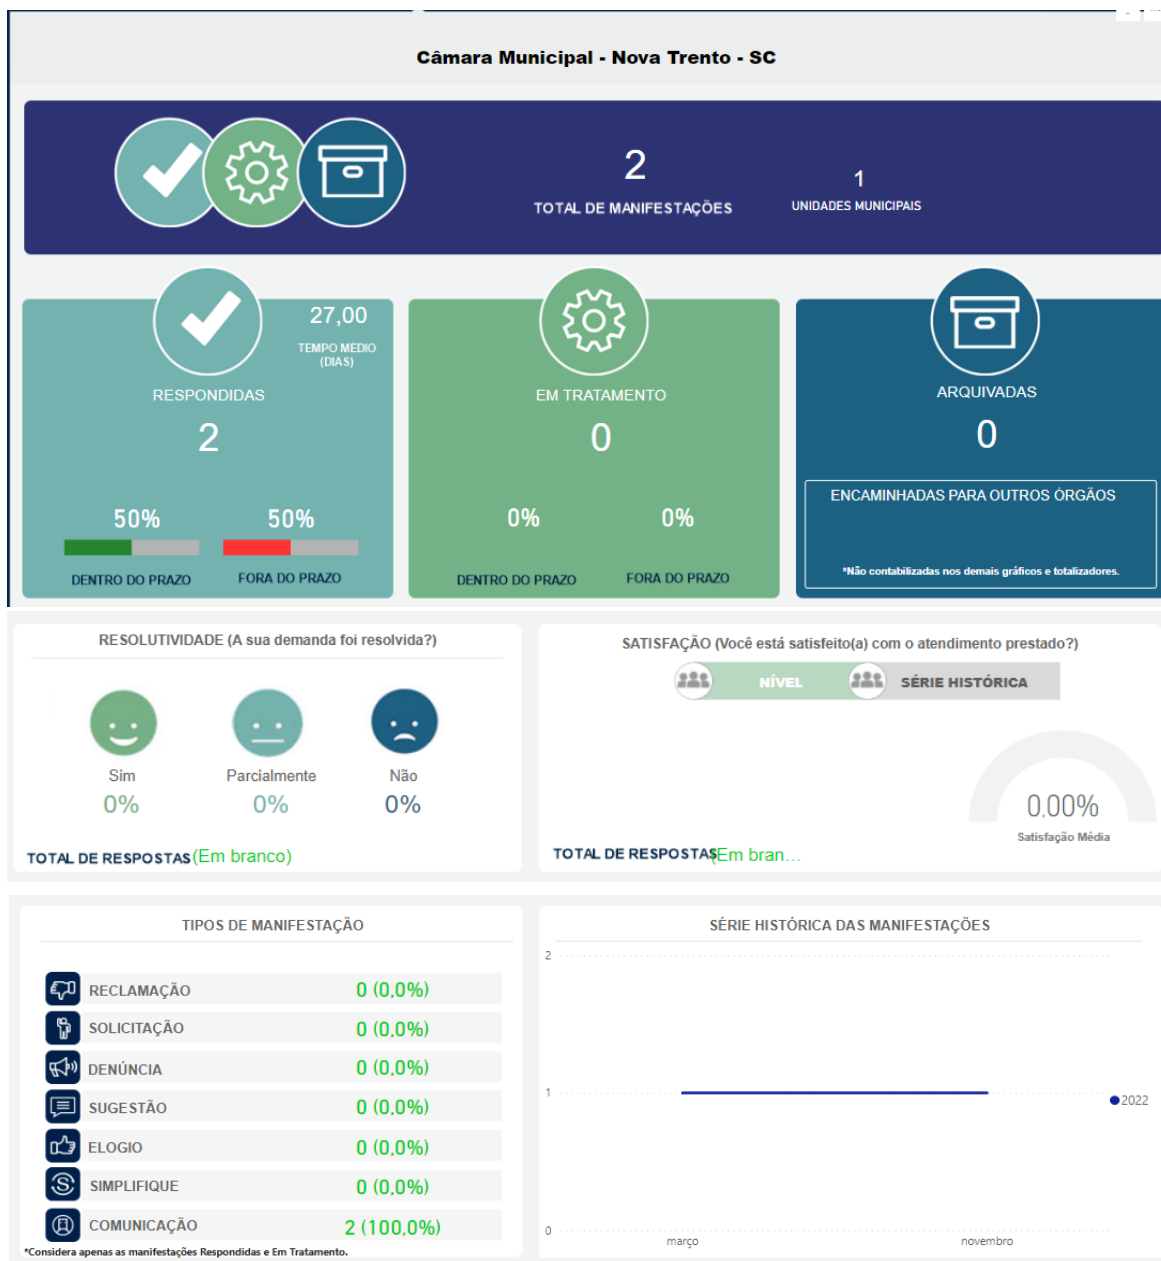 Câmara Municipal - Nova Trento - SC
2
TOTAL DE MANIFESTAÇÕES
1
UNIDADES MUNICIPAIS
27,00
TEMPO MÉDIO
(DIAS)
RESPONDIDAS
2
50%
50%
DENTRO DO PRAZO
FORA DO PRAZO
EM TRATAMENTO
0
0%
0%
DENTRO DO PRAZO
FORA DO PRAZO
ARQUIVADAS
0
ENCAMINHADAS PARA OUTROS ÓRGÃOS
*Não contabilizadas nos demais gráficos e totalizadores.
RESOLUTIVIDADE (A sua demanda foi resolvida?)
Sim
Parcialmente
Não
0%
0%
0%
TOTAL DE RESPOSTAS (Em branco)
SATISFAÇÃO (Você está satisfeito(a) com o atendimento prestado?)
NÍVEL
SÉRIE HISTÓRICA
0,00%
Satisfação Média
TOTAL DE RESPOSTAS (Em bran...
TIPOS DE MANIFESTAÇÃO
RECLAMAÇÃO 0 (0,0%)
SOLICITAÇÃO 0 (0,0%)
DENÚNCIA 0 (0,0%)
SUGESTÃO 0 (0,0%)
ELOGIO 0 (0,0%)
SIMPLIFIQUE 0 (0,0%)
COMUNICAÇÃO 2 (100,0%)
*Considera apenas as manifestações Respondidas e Em Tratamento.
SÉRIE HISTÓRICA DAS MANIFESTAÇÕES
2
1
0
março
novembro
2022